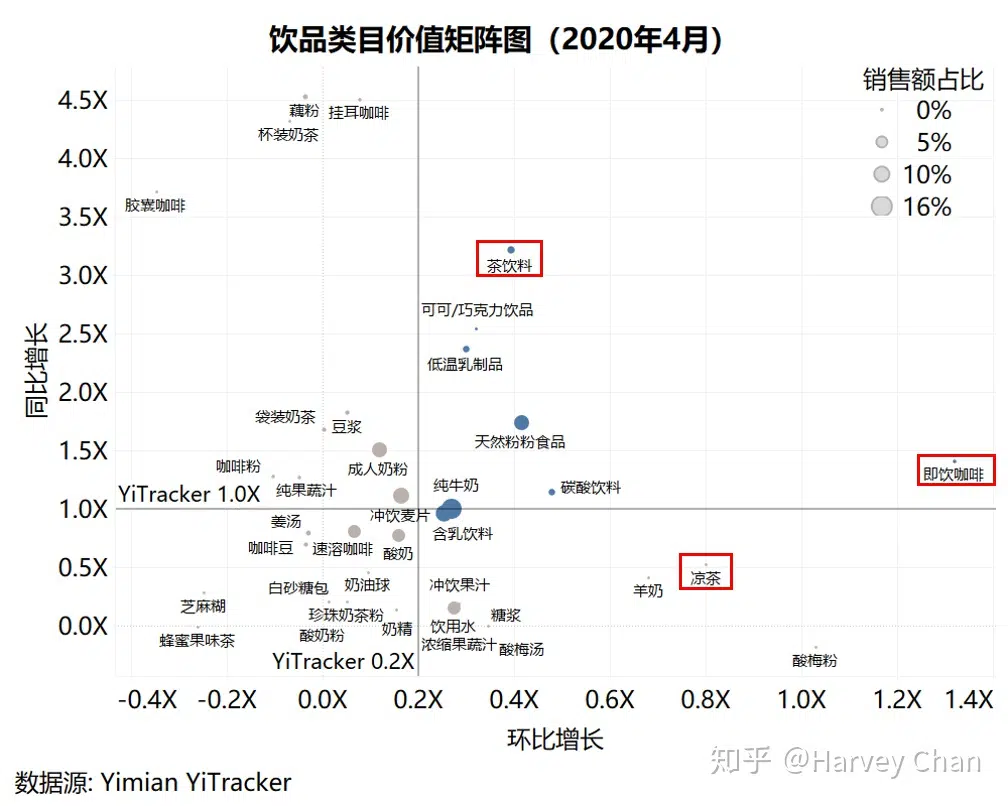 饮品类目价值矩阵图（2020年4月）
销售额占比
0%
5%
10%
16%
同比增长
4.5X
4.0X
3.5X
3.0X
2.5X
2.0X
1.5X
1.0X
0.5X
0.0X
藕粉
挂耳咖啡
杯装奶茶
胶囊咖啡
茶饮料
可可/巧克力饮品
低温乳制品
袋装奶茶
豆浆
天然粉粉食品
咖啡粉
成人奶粉
即饮咖啡
纯果蔬汁
纯牛奶
碳酸饮料
YiTracker 1.0X
冲饮麦片
姜汤
含乳饮料
咖啡豆
速溶咖啡
酸奶
白砂糖包
奶油球
冲饮果汁
羊奶
凉茶
芝麻糊
珍珠奶茶粉
糖浆
酸奶粉
奶精
饮用水
蜂蜜果味茶
浓缩果蔬汁
酸梅汤
YiTracker 0.2X
酸梅粉
-0.4X
-0.2X
0.0X
0.2X
0.4X
0.6X
0.8X
1.0X
1.2X
1.4X
环比增长
知乎 @Harvey Chan
数据源: Yimian YiTracker